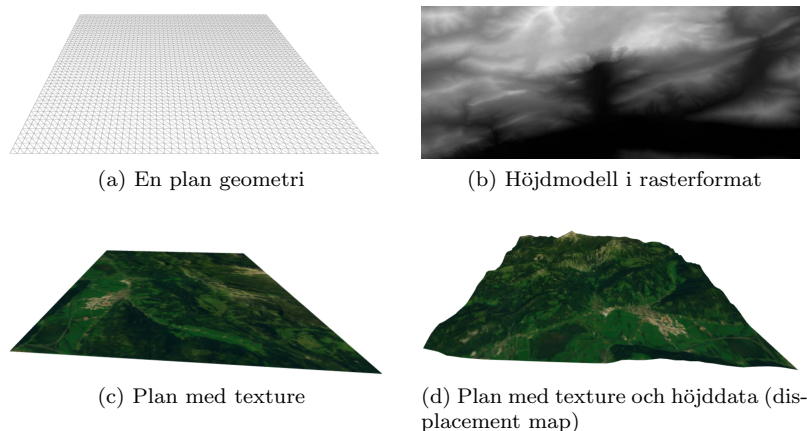 (a) En plan geometri
(b) Höjdmodell i rasterformat
(c) Plan med texture
(d) Plan med texture och höjddata (dis-
placement map)